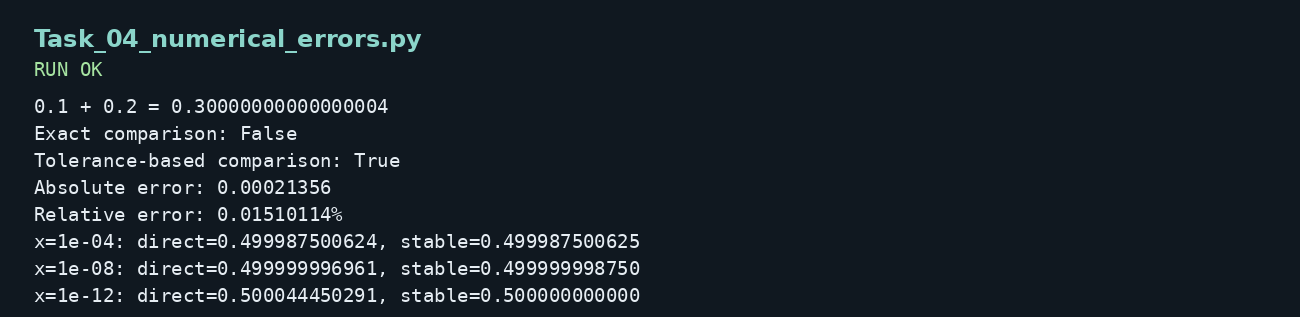 Task_04_numerical_errors.py
RUN OK
0.1 + 0.2 = 0.30000000000000004
Exact comparison: False
Tolerance-based comparison: True
Absolute error: 0.00021356
Relative error: 0.01510114%
x=1e-04: direct=0.499987500624, stable=0.499987500625
x=1e-08: direct=0.499999996961, stable=0.499999998750
x=1e-12: direct=0.500044450291, stable=0.500000000000